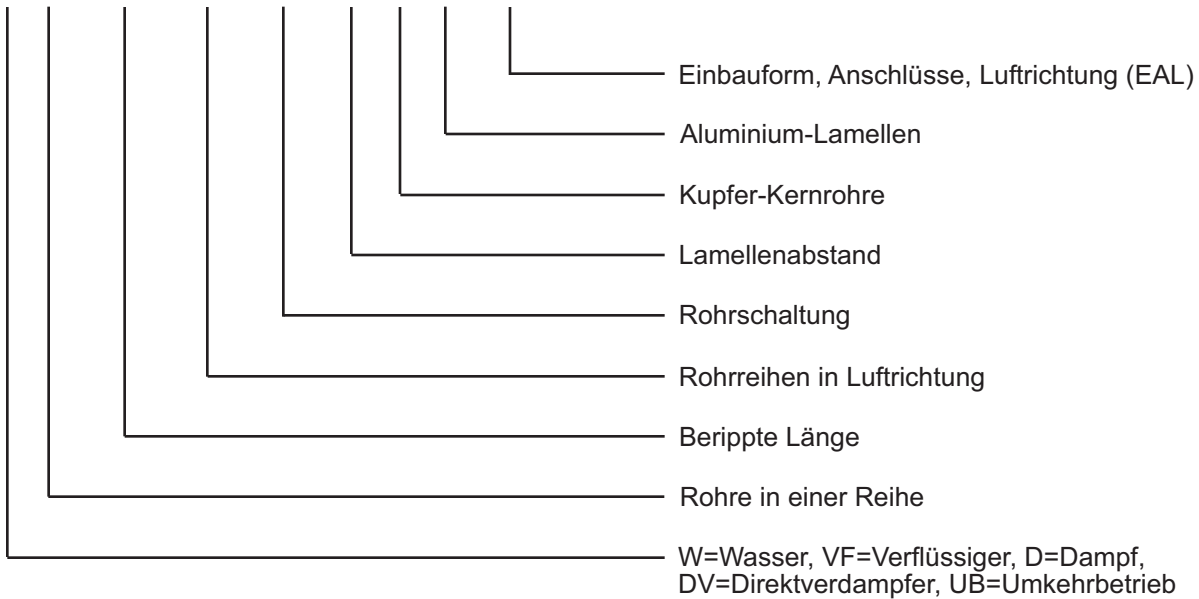 Einbauform, Anschlüsse, Luftrichtung (EAL)
Aluminium-Lamellen
Kupfer-Kernrohre
Lamellenabstand
Rohrschaltung
Rohrreihen in Luftrichtung
Berippte Länge
Rohre in einer Reihe
W=Wasser, VF=Verflüssiger, D=Dampf,
DV=Direktverdampfer, UB=Umkehrbetrieb